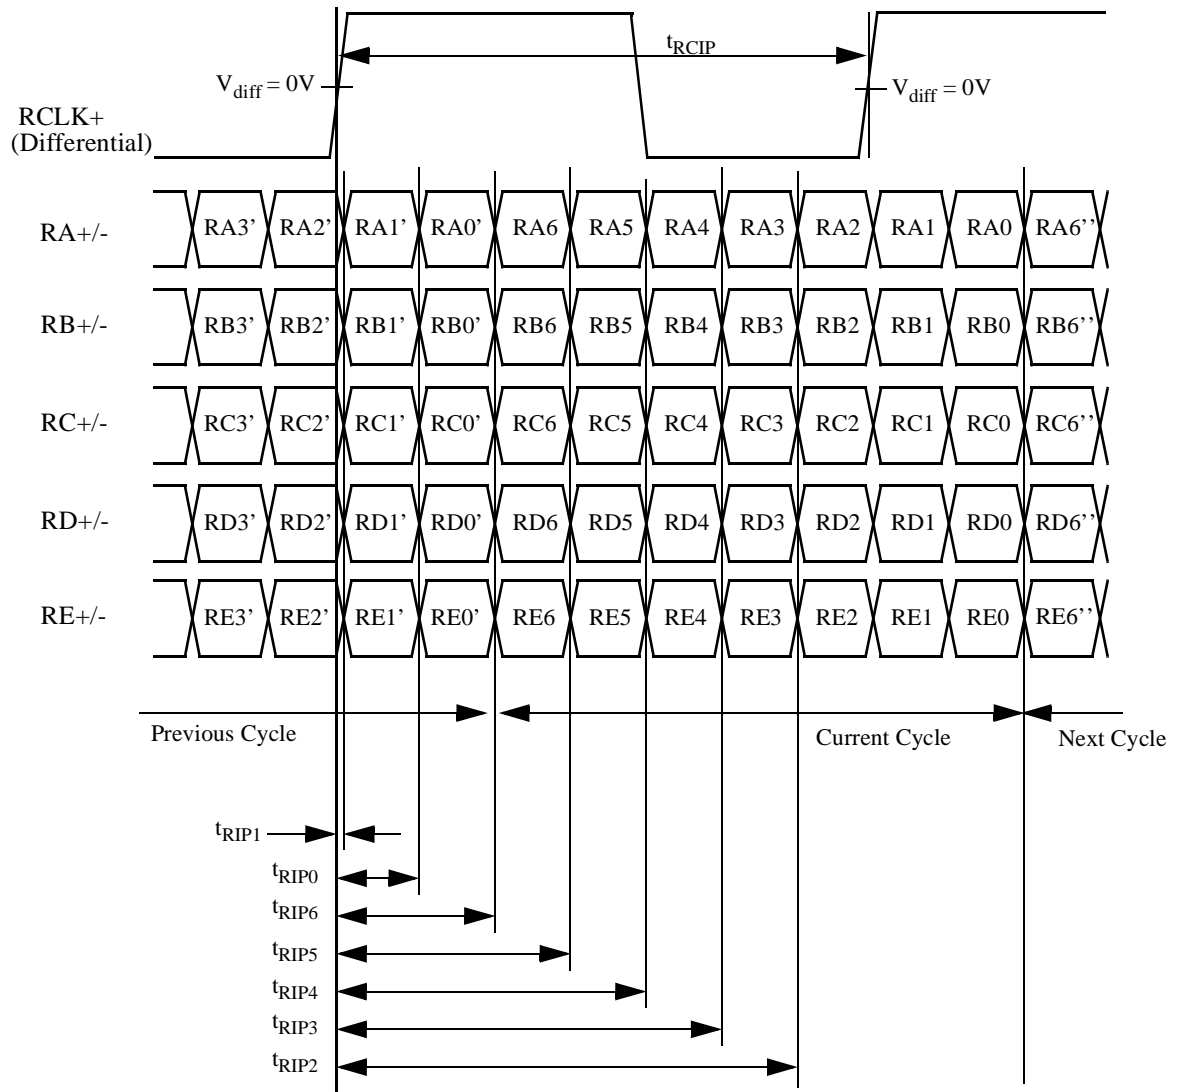 tRCIP
Vdiff = 0V
Vdiff = 0V
RCLK+
(Differential)
RA+/- RA3’ RA2’ RA1’ RA0’ RA6 RA5 RA4 RA3 RA2 RA1 RA0 RA6’’
RB+/- RB3’ RB2’ RB1’ RB0’ RB6 RB5 RB4 RB3 RB2 RB1 RB0 RB6’’
RC+/- RC3’ RC2’ RC1’ RC0’ RC6 RC5 RC4 RC3 RC2 RC1 RC0 RC6’’
RD+/- RD3’ RD2’ RD1’ RD0’ RD6 RD5 RD4 RD3 RD2 RD1 RD0 RD6’’
RE+/- RE3’ RE2’ RE1’ RE0’ RE6 RE5 RE4 RE3 RE2 RE1 RE0 RE6’’
Previous Cycle
Current Cycle
Next Cycle
tRIP1
tRIP0
tRIP6
tRIP5
tRIP4
tRIP3
tRIP2